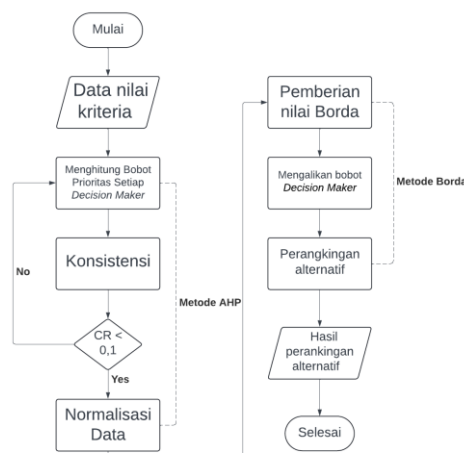 Mulai
Data nilai
kriteria
Menghitung Bobot
Prioritas Setiap
Decision Maker
Konsistensi
No
Metode AHP
CR <
0,1
Yes
Normalisasi
Data
Pemberian
nilai Borda
Mengalikan bobot
Decision Maker
Metode Borda
Perangkingan
alternatif
Hasil
perankingan
alternatif
Selesai